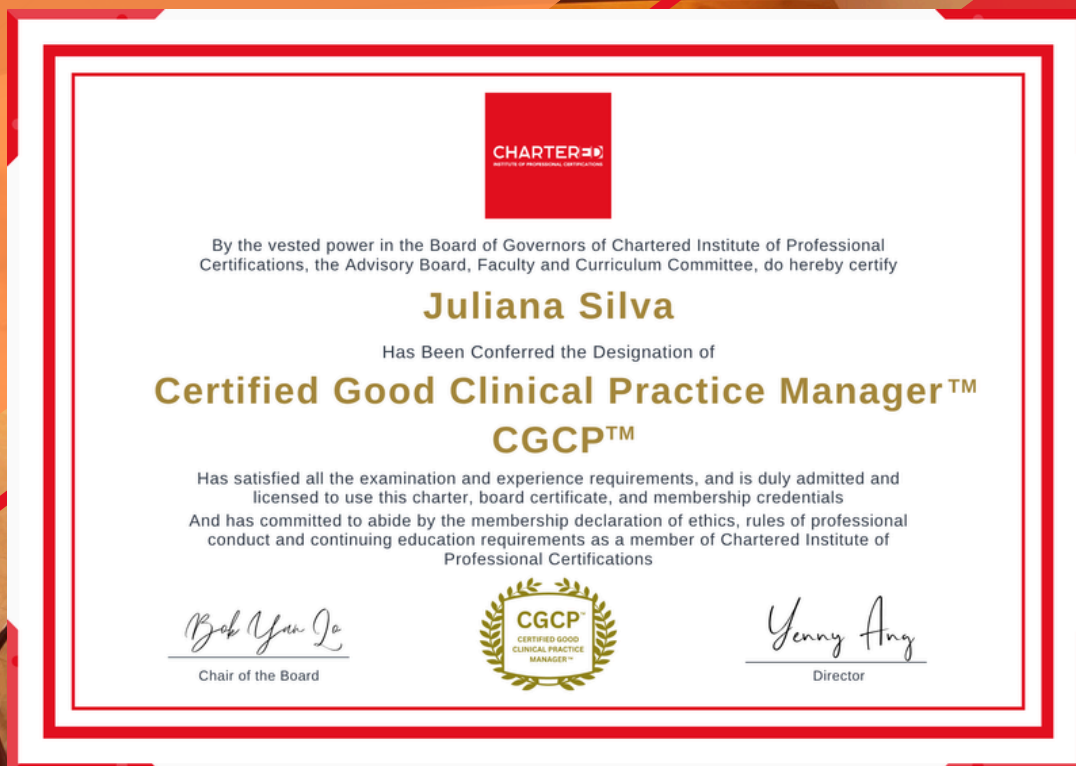 CHARTERED
INSTITUTE OF PROFESSIONAL CERTIFICATIONS
By the vested power in the Board of Governors of Chartered Institute of Professional
Certifications, the Advisory Board, Faculty and Curriculum Committee, do hereby certify
Juliana Silva
Has Been Conferred the Designation of
Certified Good Clinical Practice Manager™
CGCP™
Has satisfied all the examination and experience requirements, and is duly admitted and
licensed to use this charter, board certificate, and membership credentials
And has committed to abide by the membership declaration of ethics, rules of professional
conduct and continuing education requirements as a member of Chartered Institute of
Professional Certifications
Yenny Ang
Chair of the Board
CGCP™
CERTIFIED GOOD
CLINICAL PRACTICE
MANAGER™
Director